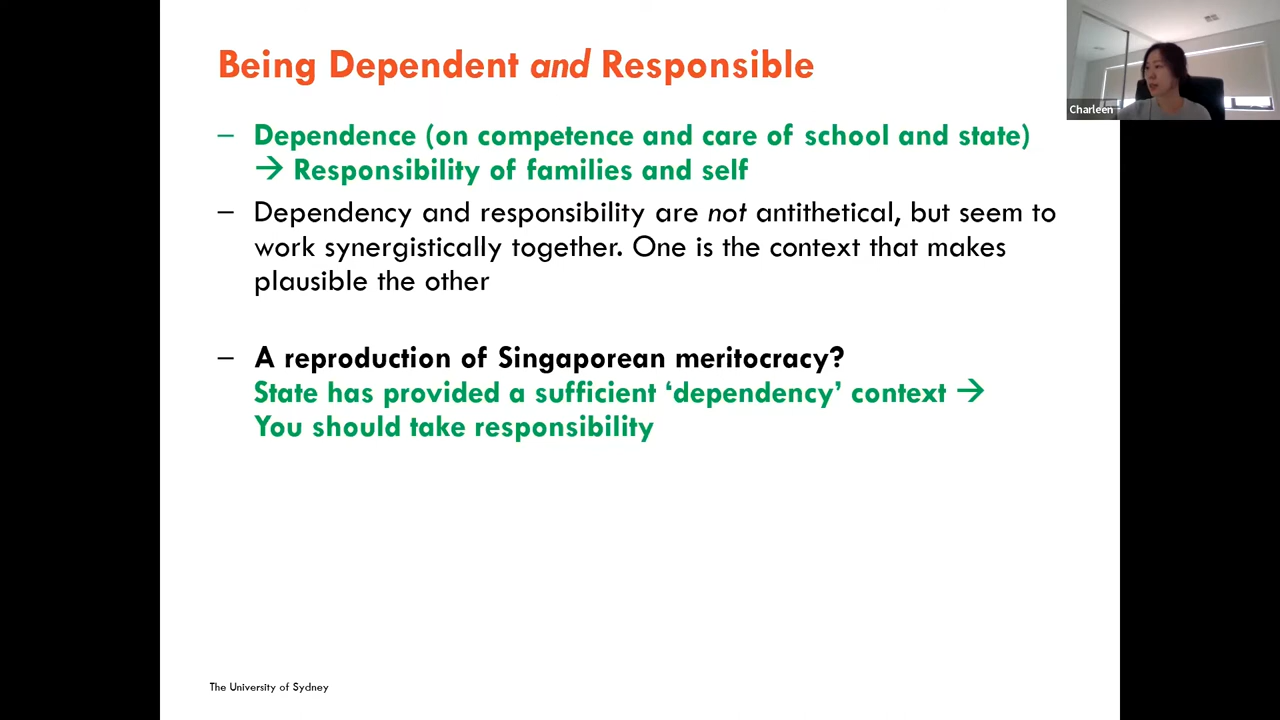 Being Dependent and Responsible
Charleen
– Dependence (on competence and care of school and state)
→ Responsibility of families and self
– Dependency and responsibility are not antithetical, but seem to
work synergistically together. One is the context that makes
plausible the other
– A reproduction of Singaporean meritocracy?
State has provided a sufficient ‘dependency’ context →
You should take responsibility
The University of Sydney